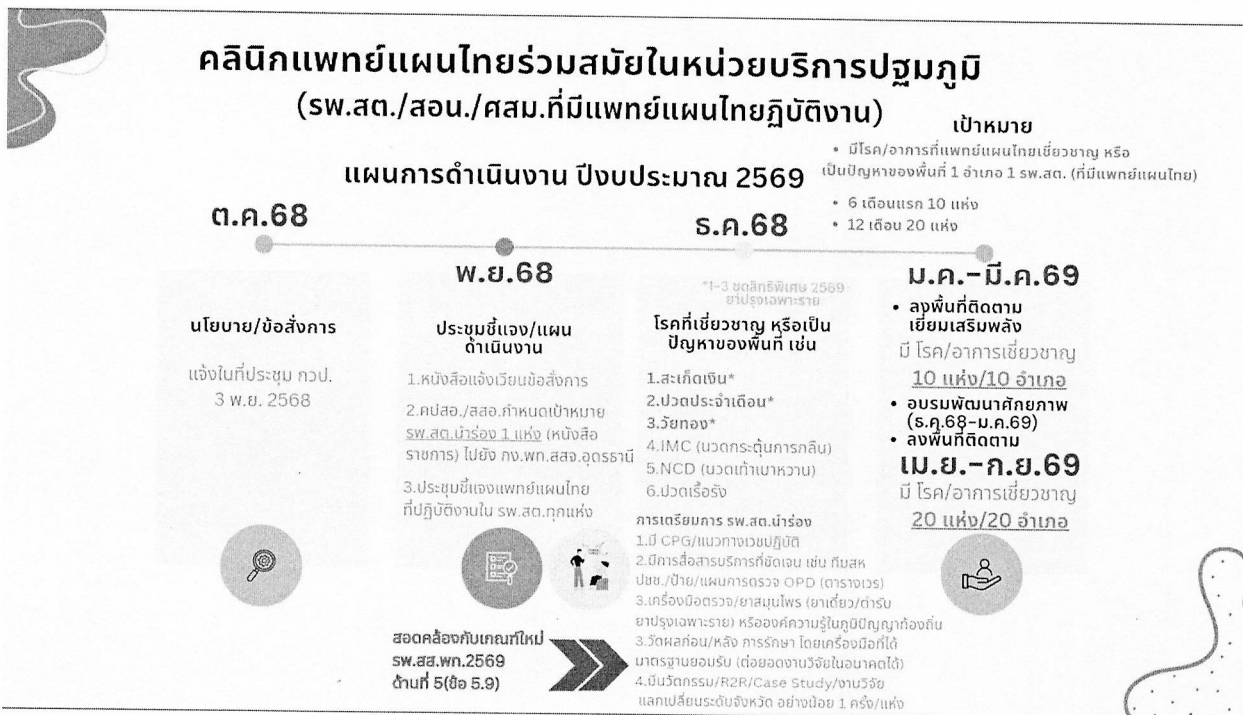 คลินิกแพทย์แผนไทยร่วมสมัยในหน่วยบริการปฐมภูมิ
(รพ.สต./สอน./ศสม.ที่มีแพทย์แผนไทยฏิบัติงาน)
เป้าหมาย
• มีโรค/อาการที่แพทย์แผนไทยเชี่ยวชาญ หรือ
เป็นปัญหาของพื้นที่ 1 อำเภอ 1 รพ.สต. (ที่มีแพทย์แผนไทย)
• 6 เดือนแรก 10 แห่ง
• 12 เดือน 20 แห่ง
แผนการดำเนินงาน ปีงบประมาณ 2569
ต.ค.68
นโยบาย/ข้อสั่งการ
แจ้งในที่ประชุม กวป.
3 พ.ย. 2568
พ.ย.68
ประชุมชี้แจง/แผน
ดำเนินงาน
1.หนังสือแจ้งเวียนข้อสั่งการ
2.คปสอ./สสอ.กำหนดเป้าหมาย
รพ.สต.นำร่อง 1 แห่ง (หนังสือ
ราชการ) ไปยัง กง.พท.สสจ.อุดรธานี
3.ประชุมชี้แจงแพทย์แผนไทย
ที่ปฏิบัติงานใน รพ.สต.ทุกแห่ง
สอดคล้องกับเกณฑ์ใหม่
รพ.สส.พท.2569
ด้านที่ 5(ข้อ 5.9)
ธ.ค.68
*1-3 ชุดสิทธิพิเศษ 2569
ยาปรุงเฉพาะราย
โรคที่เชี่ยวชาญ หรือเป็น
ปัญหาของพื้นที่ เช่น
1.สะเก็ดเงิน*
2.ปวดประจำเดือน*
3.วัยทอง*
4.IMC (นวดกระตุ้นการกลืน)
5.NCD (นวดเท้าเบาหวาน)
6.ปวดเรื้อรัง
การเตรียมการ รพ.สต.นำร่อง
1.มี CPG/แนวทางเวชปฏิบัติ
2.มีการสื่อสารบริการที่ชัดเจน เช่น ทีมสห
ปชช./ป้าย/แผนการตรวจ OPD (ตารางเวร)
3.เครื่องมือตรวจ/ยาสมุนไพร (ยาเดี่ยว/ตำรับ
ยาปรุงเฉพาะราย) หรือองค์ความรู้ในภูมิปัญญาท้องถิ่น
3.วัดผลก่อน/หลัง การรักษา โดยเครื่องมือที่ได้
มาตรฐานยอมรับ (ต่อยอดงานวิจัยในอนาคตได้)
4.มีนวัตกรรม/R2R/Case Study/งานวิจัย
แลกเปลี่ยนระดับจังหวัด อย่างน้อย 1 ครั้ง/แห่ง
ม.ค.-มี.ค.69
• ลงพื้นที่ติดตาม
เยี่ยมเสริมพลัง
มี โรค/อาการเชี่ยวชาญ
10 แห่ง/10 อำเภอ
• อบรมพัฒนาศักยภาพ
(ธ.ค.68-ม.ค.69)
• ลงพื้นที่ติดตาม
เม.ย.-ก.ย.69
มี โรค/อาการเชี่ยวชาญ
20 แห่ง/20 อำเภอ